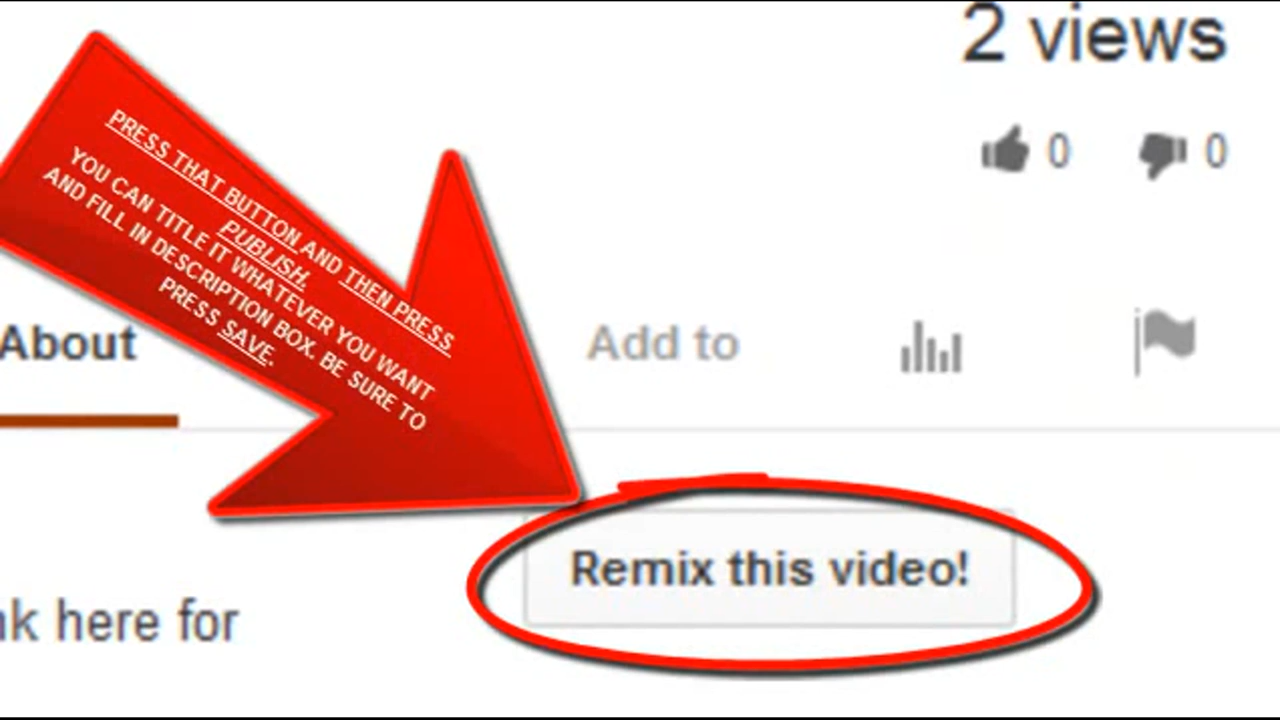 2 views
0 0
PRESS THAT BUTTON AND THEN PRESS
PUBLISH.
YOU CAN TITLE IT WHATEVER YOU WANT
AND FILL IN DESCRIPTION BOX. BE SURE TO
PRESS SAVE.
About Add to
Remix this video!
nk here for